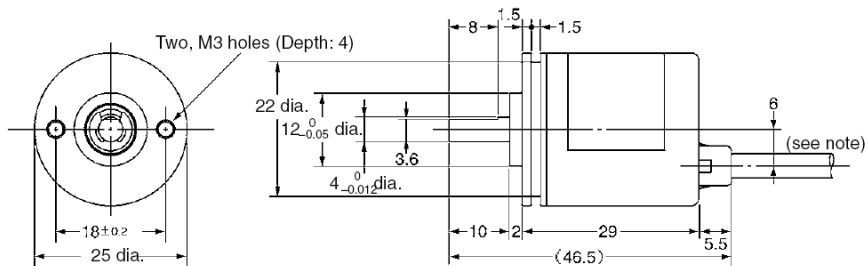 Two, M3 holes (Depth: 4)
18±0.2
25 dia.
8
1.5
1.5
22 dia.
12 0 -0.05 dia.
3.6
4 0 -0.012 dia.
6
(see note)
10
2
29
5.5
(46.5)